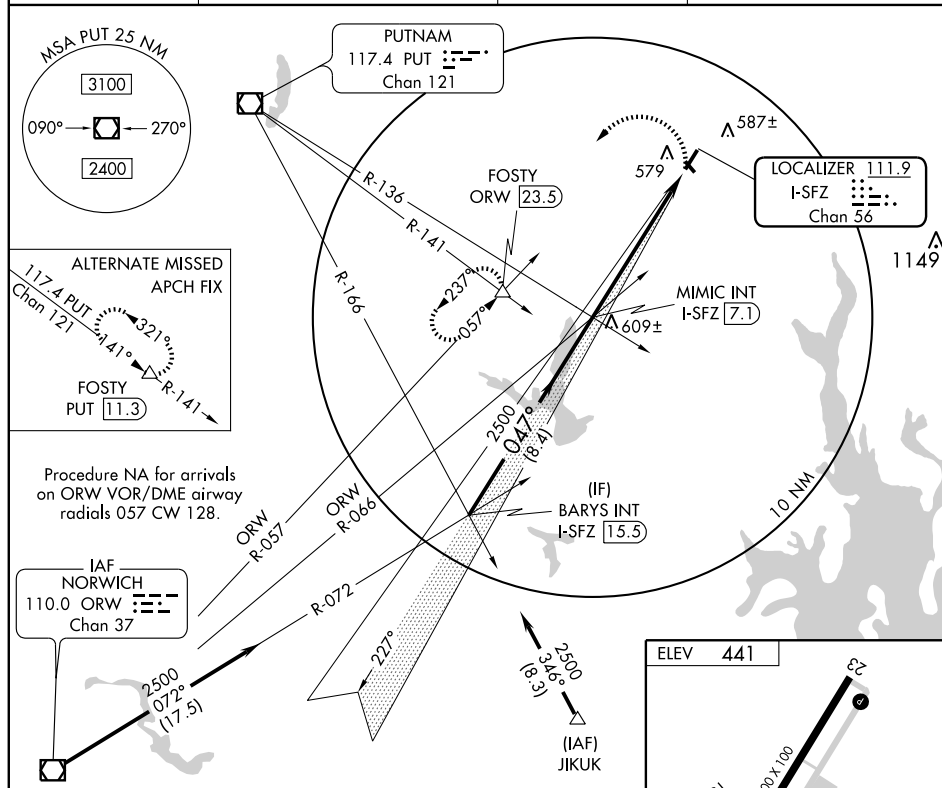 MSA PUT 25 NM
3100
090°
270°
2400
PUTNAM
117.4 PUT
Chan 121
587±
579
LOCALIZER 111.9
I-SFZ
Chan 56
1149
FOSTY
ORW 23.5
R-136
R-141
R-166
237°
057°
MIMIC INT
I-SFZ 7.1
609±
ALTERNATE MISSED
APCH FIX
117.4 PUT
Chan 121
321°
141°
R-141
FOSTY
PUT 11.3
2500
047°
(8.4)
Procedure NA for arrivals
on ORW VOR/DME airway
radials 057 CW 128.
ORW
R-057
ORW
R-066
(IF)
BARYS INT
I-SFZ 15.5
10 NM
IAF
NORWICH
110.0 ORW
Chan 37
R-072
2500
072°
(17.5)
227°
2500
346°
(8.3)
(IAF)
JIKUK
ELEV 441
23
P
00 X 100